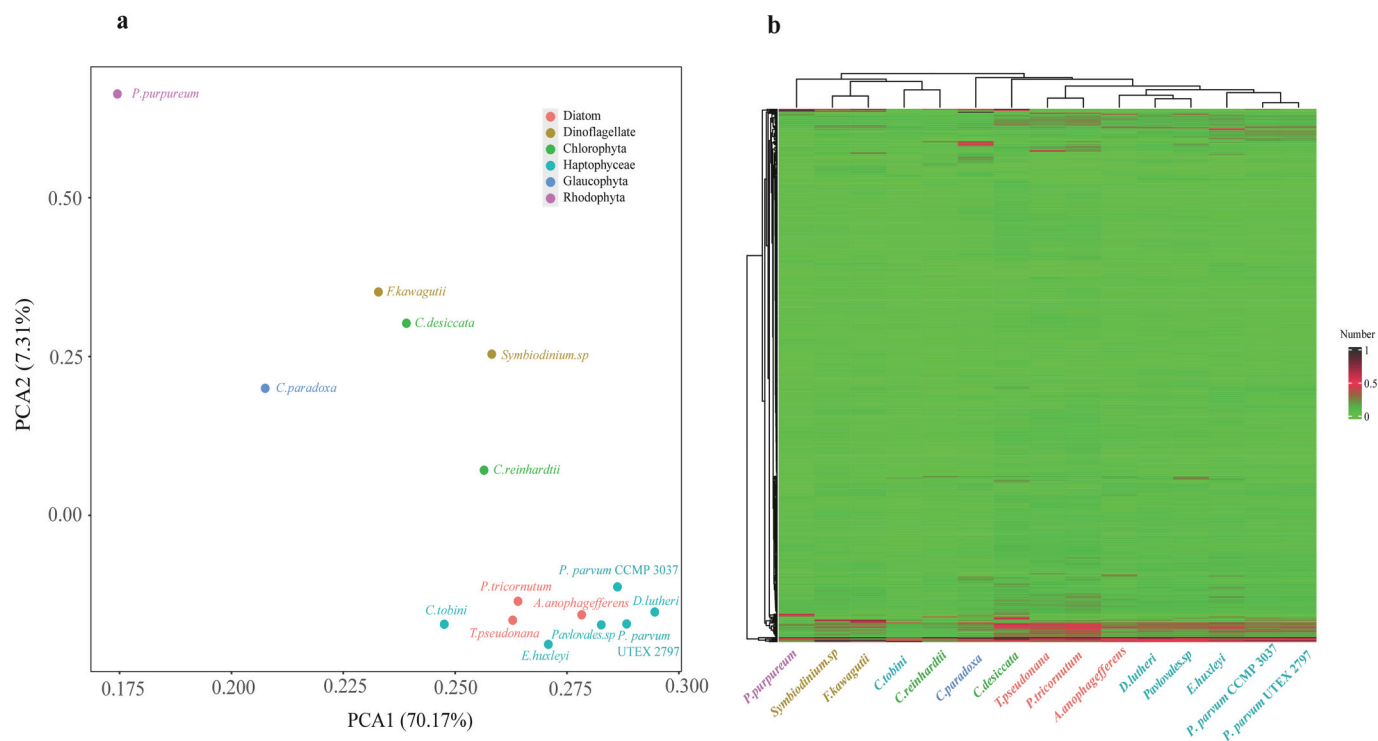 a
b
PCA2 (7.31%)
0.50
0.25
0.00
P.purpureum
Diatom
Dinoflagellate
Chlorophyta
Haptophyceae
Glaucophyta
Rhodophyta
F.kawagutii
C.desiccata
Symbiodinium.sp
C.paradoxa
C.reinhardtii
P. parvum CCMP 3037
P.tricornutum
A.anophagefferens
D.lutheri
C.tobini
T.pseudonana
Pavlovales.sp
P. parvum
UTEX 2797
E.huxleyi
0.175
0.200
0.225
0.250
0.275
0.300
PCA1 (70.17%)
Number
1
0.5
0
P.purpureum
Symbiodinium.sp
F.kawagutii
C.tobini
C.reinhardtii
C.paradoxa
C.desiccata
T.pseudonana
P.tricornutum
A.anophagefferens
D.lutheri
Pavlovales.sp
E.huxleyi
P. parvum CCMP 3037
P. parvum UTEX 2797